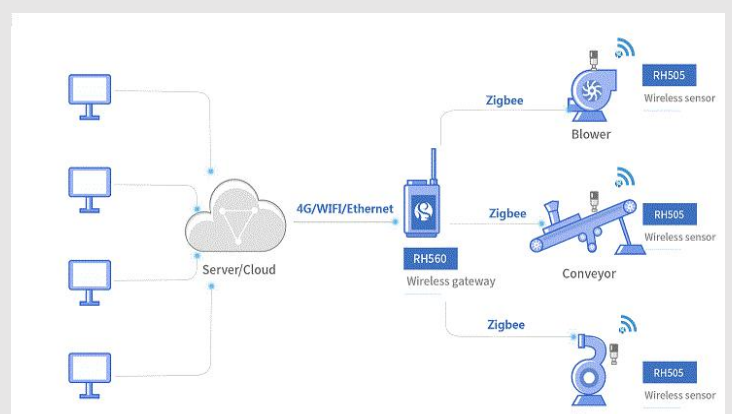 Zigbee
RH505
Wireless sensor
Blower
4G/WIFI/Ethernet
Zigbee
RH505
Wireless sensor
Server/Cloud
RH560
Wireless gateway
Conveyor
Zigbee
RH505
Wireless sensor